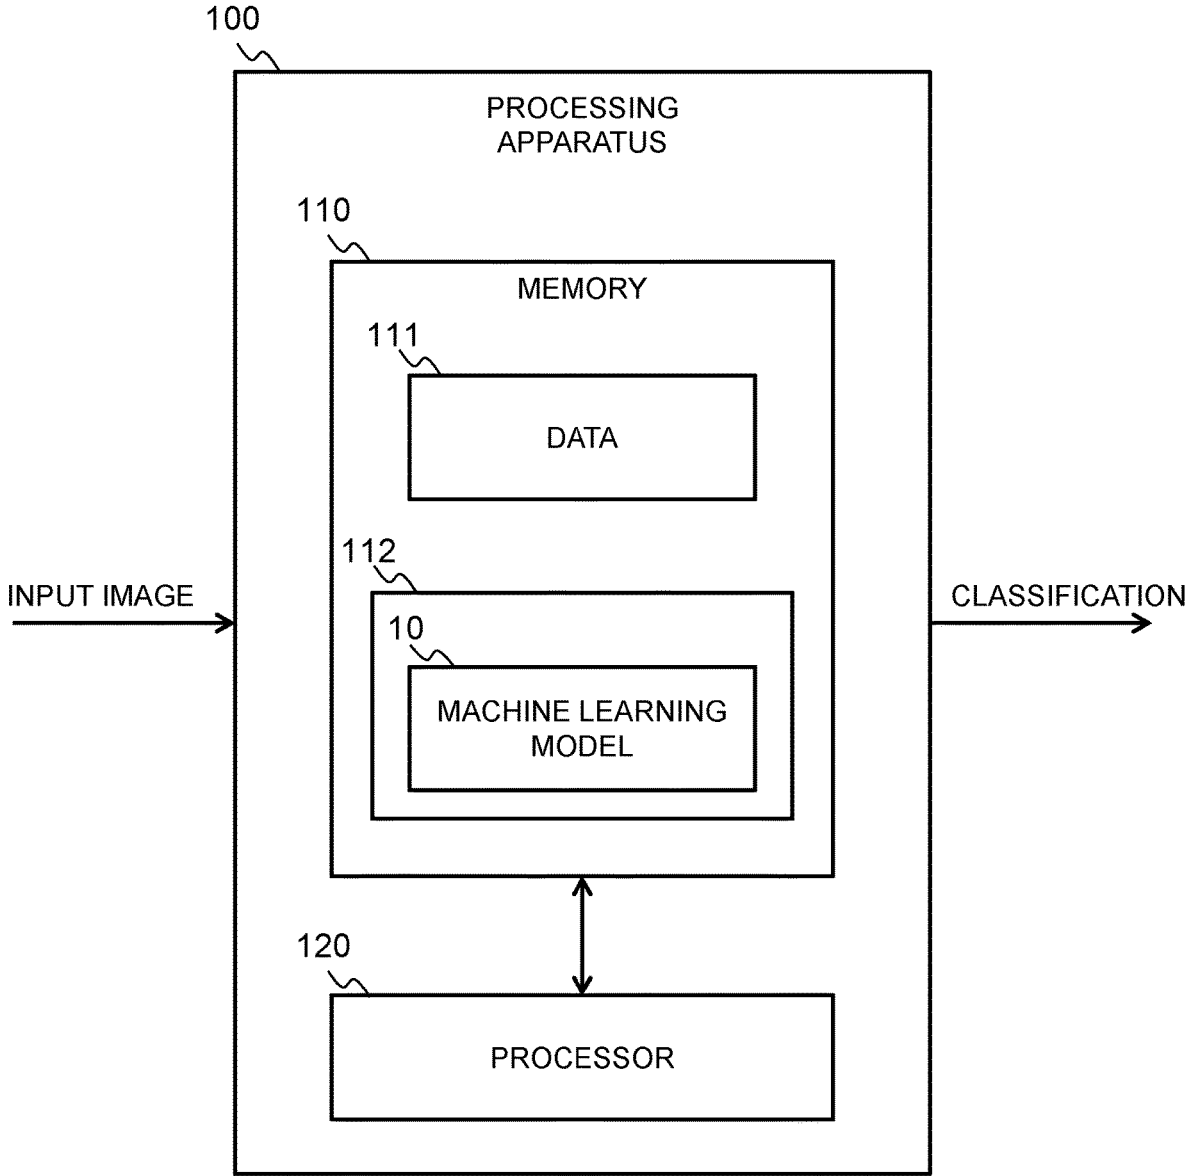 100
PROCESSING
APPARATUS
110
MEMORY
111
DATA
112
INPUT IMAGE
CLASSIFICATION
10
MACHINE LEARNING
MODEL
120
PROCESSOR